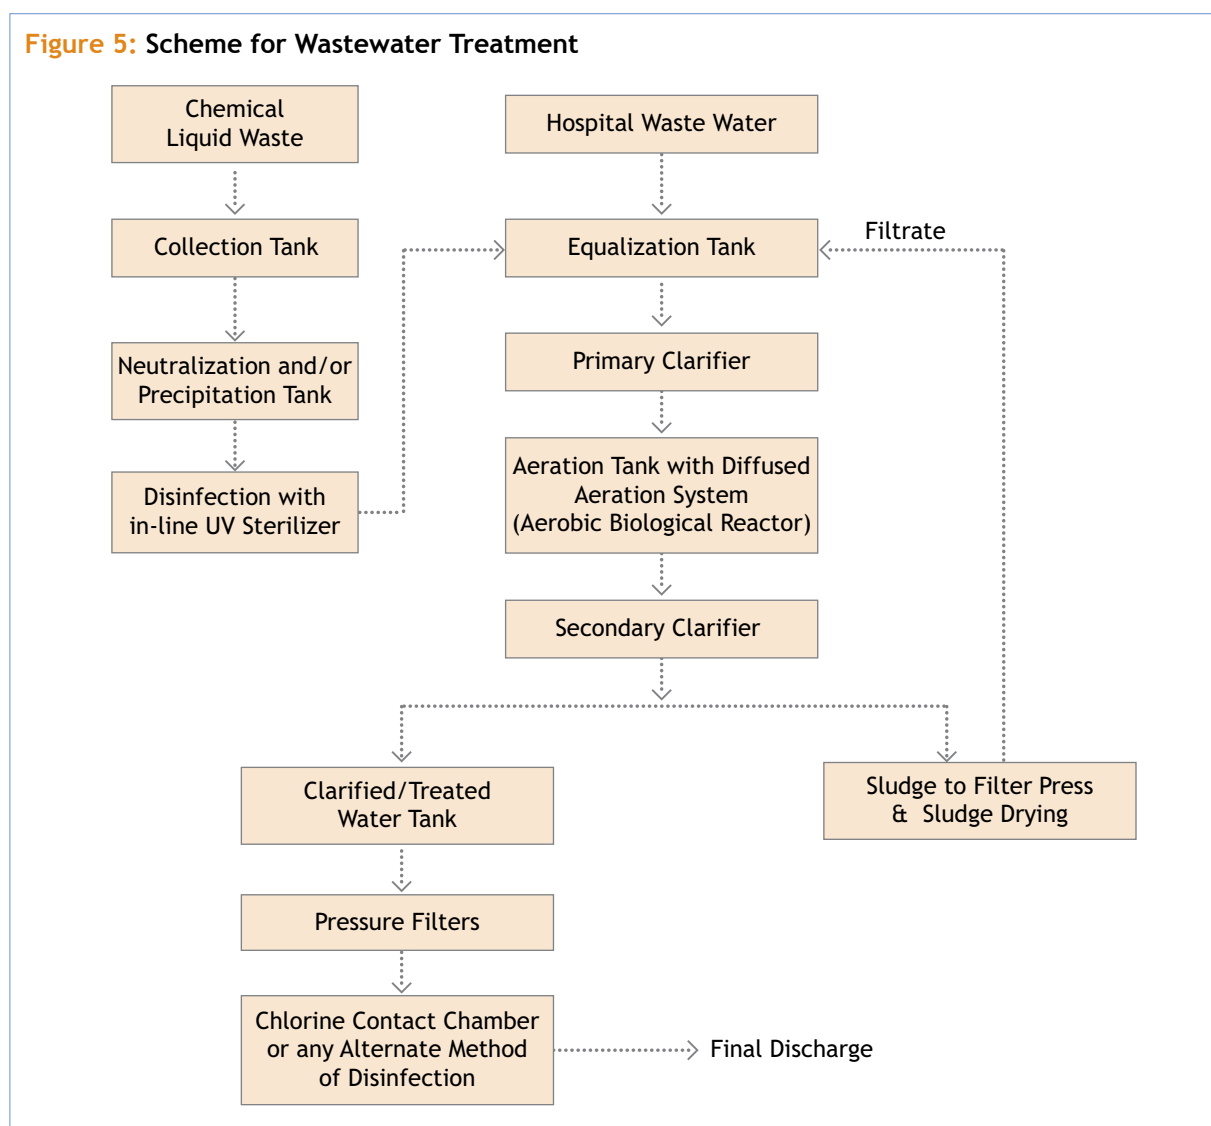 Figure 5: Scheme for Wastewater Treatment
Chemical
Liquid Waste
Hospital Waste Water
Collection Tank
Equalization Tank
Filtrate
Neutralization and/or
Precipitation Tank
Primary Clarifier
Disinfection with
in-line UV Sterilizer
Aeration Tank with Diffused
Aeration System
(Aerobic Biological Reactor)
Secondary Clarifier
Clarified/Treated
Water Tank
Sludge to Filter Press
& Sludge Drying
Pressure Filters
Chlorine Contact Chamber
or any Alternate Method
of Disinfection
Final Discharge